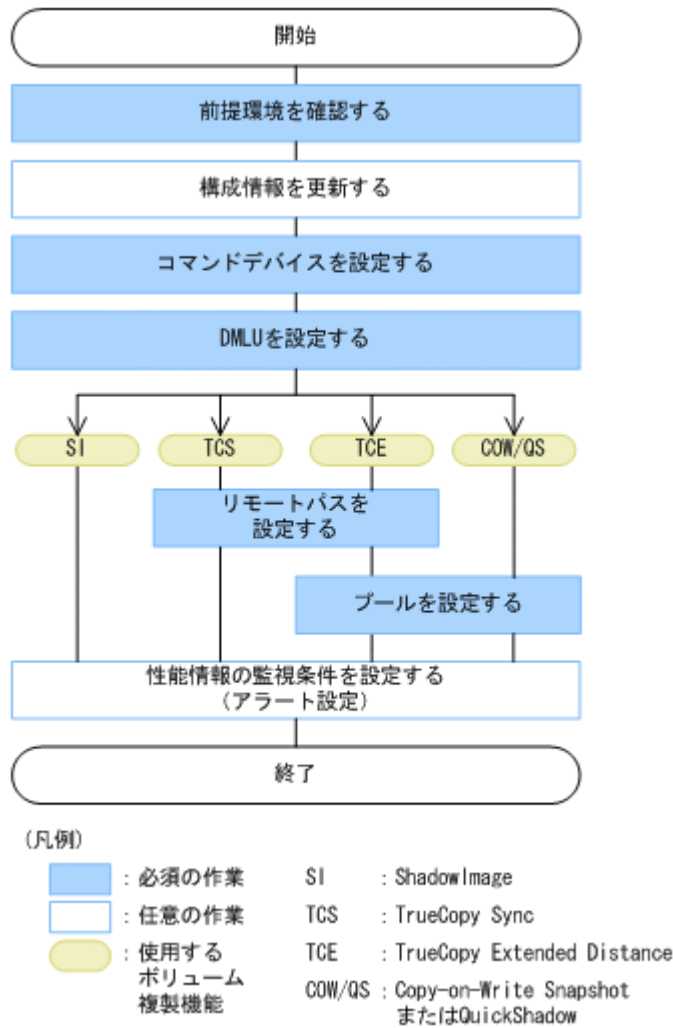 開始
前提環境を確認する
構成情報を更新する
コマンドデバイスを設定する
DMLUを設定する
SI
TCS
TCE
COW/QS
リモートパスを
設定する
プールを設定する
性能情報の監視条件を設定する
(アラート設定)
終了
(凡例)
:必須の作業
SI :ShadowImage
:任意の作業
TCS :TrueCopy Sync
:使用する
ボリューム
複製機能
TCE :TrueCopy Extended Distance
COW/QS :Copy-on-Write Snapshot
またはQuickShadow